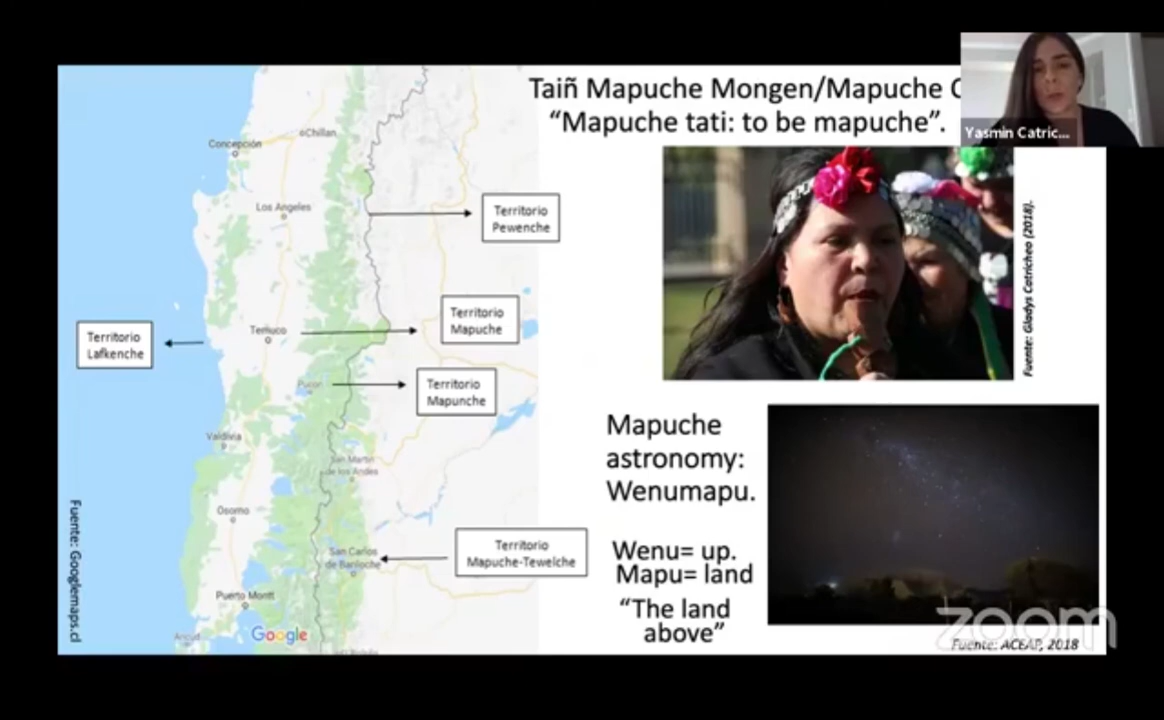 Taiñ Mapuche Mongen/Mapuche
“Mapuche tati: to be mapuche”.
Yasmin Catric...
Concepción
Chillan
Los Angeles
Territorio
Pewenche
Territorio
Lafkenche
Temuco
Territorio
Mapuche
Pucon
Territorio
Mapunche
Valdivia
San Martin
de los Andes
Osorno
San Carlos
de Bariloche
Territorio
Mapuche-Tewelche
Puerto Montt
Ancud
Google
Fuente: Googlemaps.cl
Fuente: Gladys Catricheo (2018).
Mapuche
astronomy:
Wenumapu.
Wenu= up.
Mapu= land
“The land
above”
zoom
Fuente: ACEAP, 2018